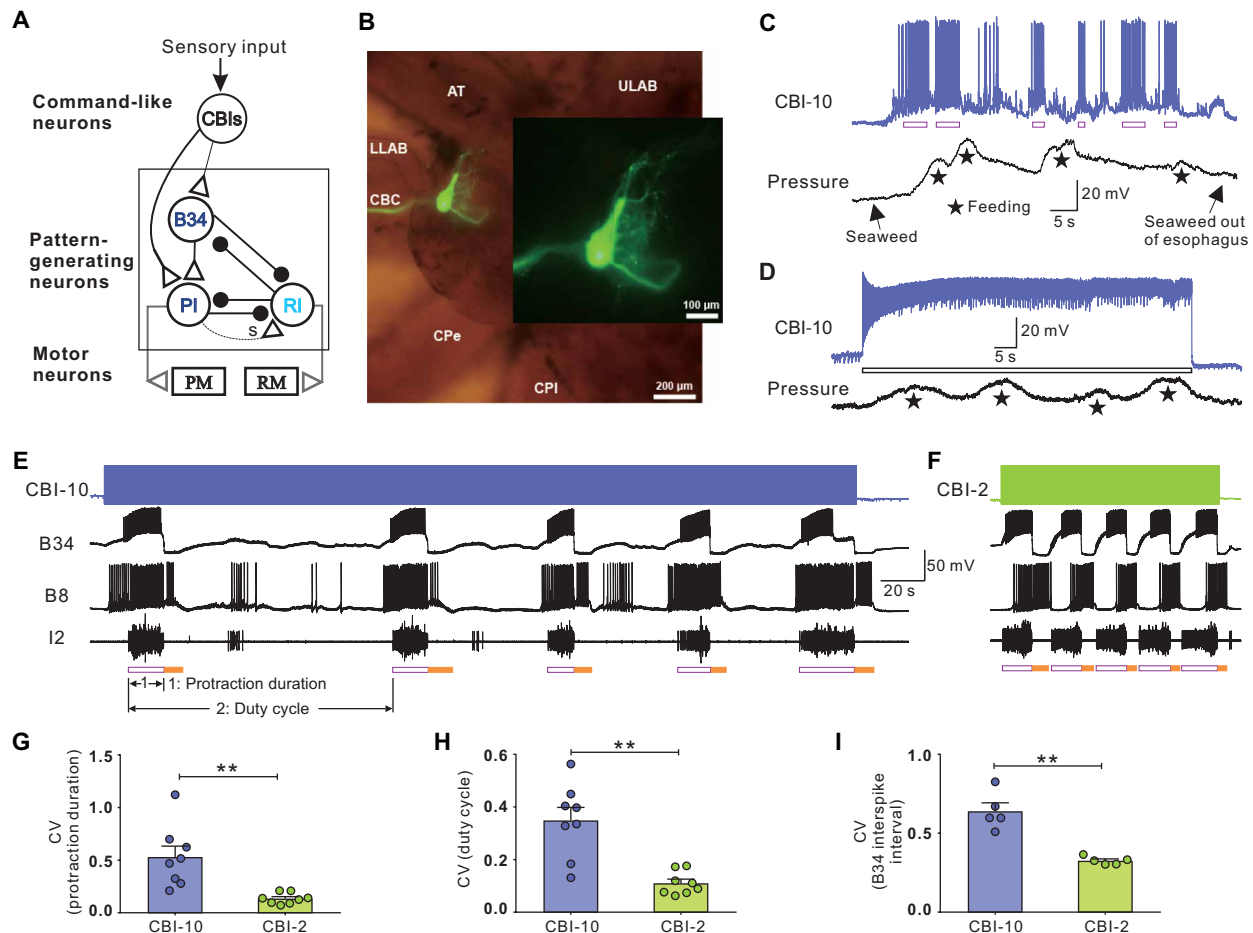 A
Sensory input
Command-like
neurons
CBIs
B34
Pattern-
generating
neurons
PI
RI
s
Motor
neurons
PM
RM
B
AT
ULAB
LLAB
CBC
CPe
CPl
100 µm
200 µm
C
CBI-10
Pressure
★ Feeding
20 mV
5 s
Seaweed
Seaweed out
of esophagus
D
CBI-10
20 mV
5 s
Pressure
E
CBI-10
B34
B8
I2
50 mV
20 s
1
1: Protraction duration
2: Duty cycle
F
CBI-2
G
CV
(protraction duration)
1.5
1.0
0.5
0.0
**
CBI-10
CBI-2
H
CV (duty cycle)
0.6
0.4
0.2
0.0
**
CBI-10
CBI-2
I
CV
(B34 interspike
interval)
1.0
0.5
0.0
**
CBI-10
CBI-2